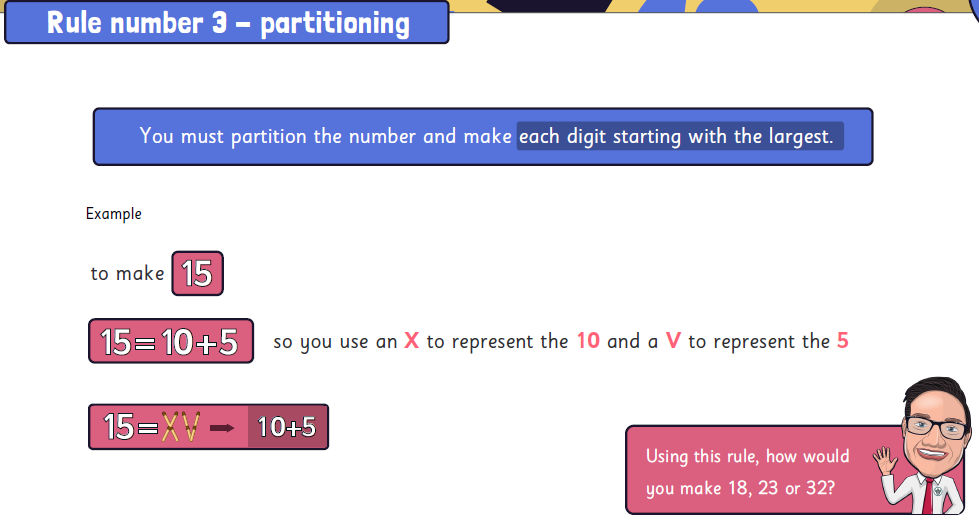 Rule number 3 – partitioning
You must partition the number and make each digit starting with the largest.
Example
to make 15
15=10+5 so you use an X to represent the 10 and a V to represent the 5
15=XV → 10+5
Using this rule, how would
you make 18, 23 or 32?